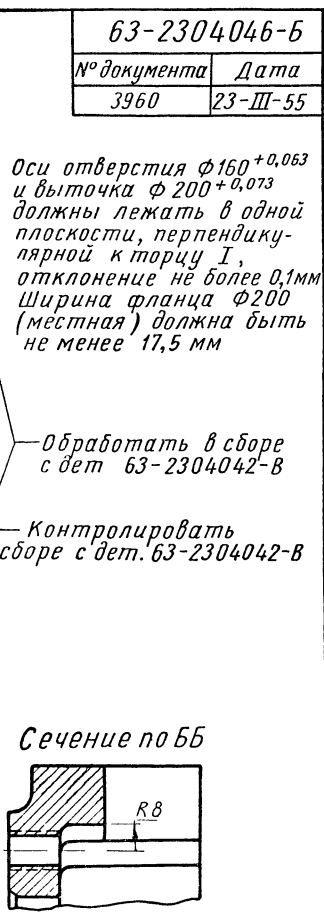 63-2304046-Б
№ документа Дата
3960 23-III-55
Оси отверстия Ф160+0,063
и выточка Ф200+0,073
должны лежать в одной
плоскости, перпендику-
лярной к торцу I,
отклонение не более 0,1мм
Ширина фланца Ф200
(местная) должна быть
не менее 17,5 мм
Обработать в сборе
с дет 63-2304042-В
Контролировать
сборе с дет. 63-2304042-В
Сечение по ББ
R8